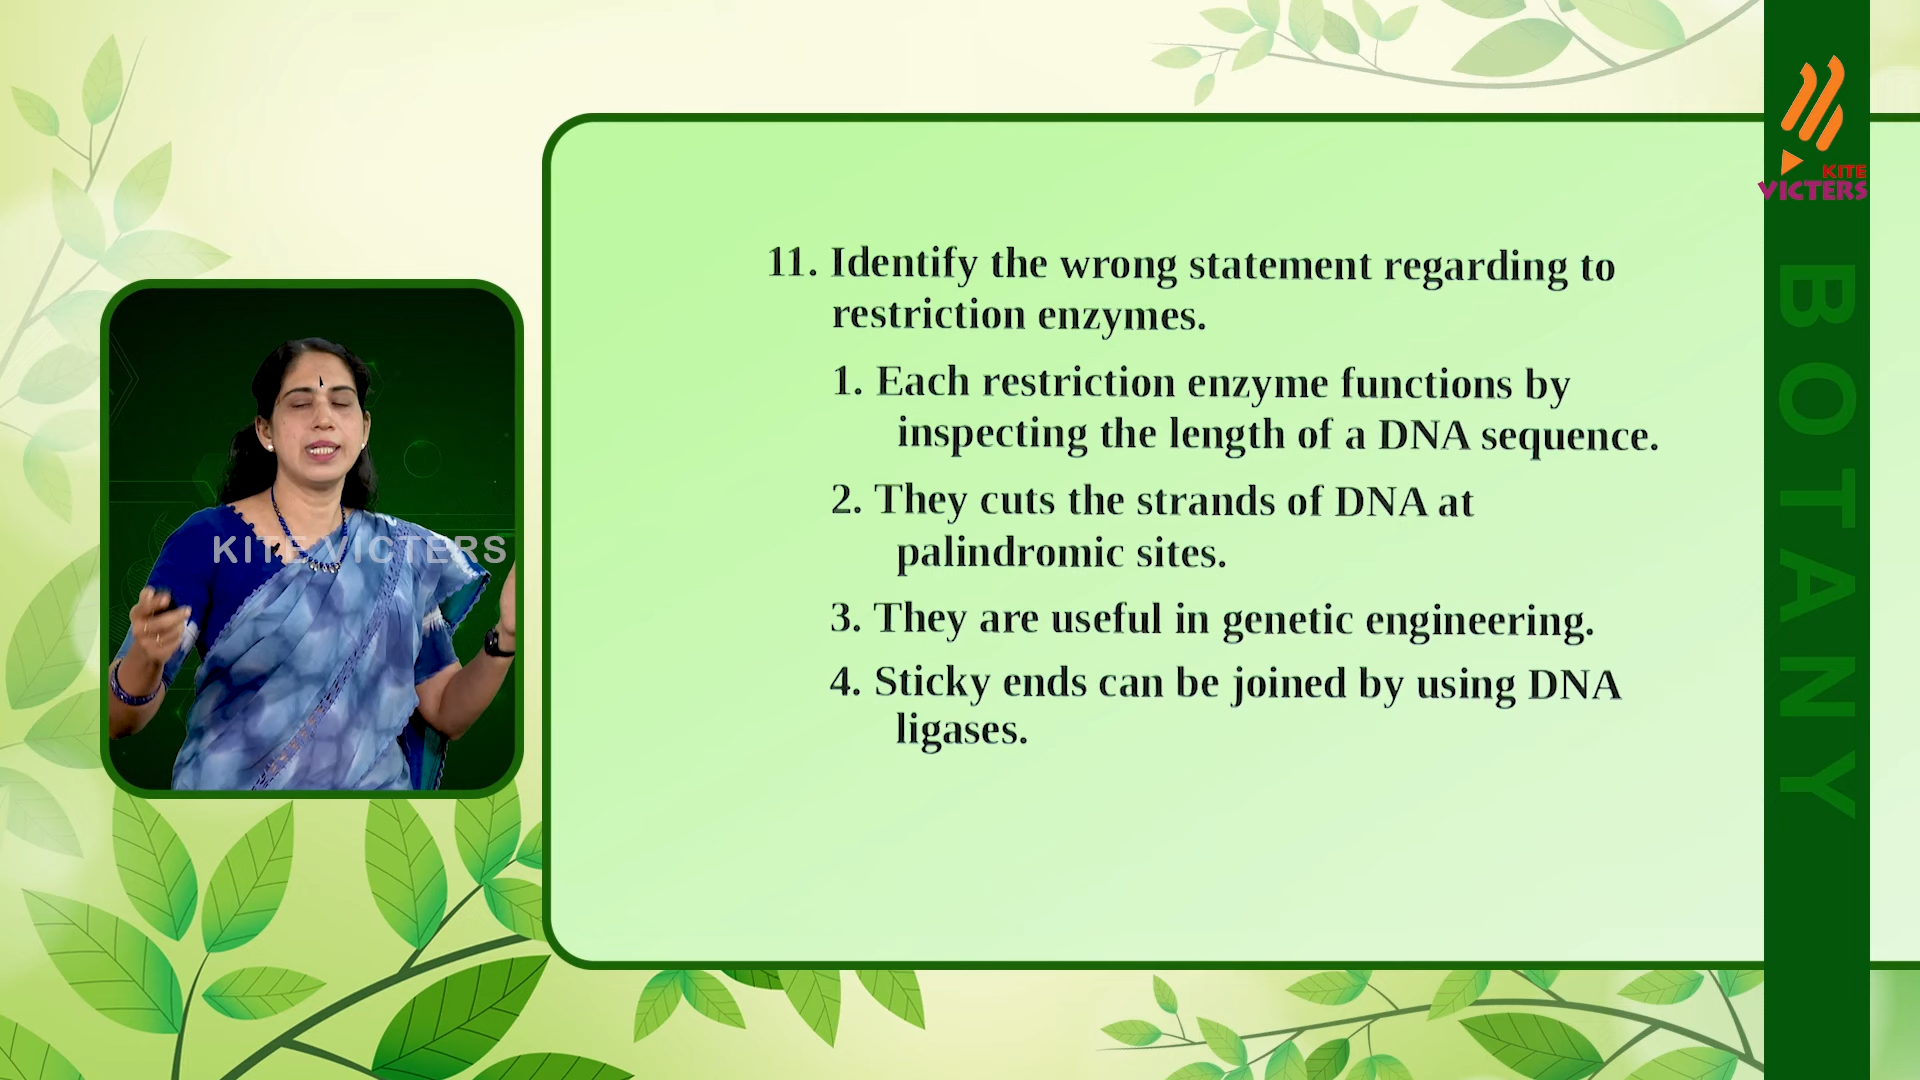 11. Identify the wrong statement regarding to
restriction enzymes.
1. Each restriction enzyme functions by
inspecting the length of a DNA sequence.
2. They cuts the strands of DNA at
palindromic sites.
3. They are useful in genetic engineering.
4. Sticky ends can be joined by using DNA
ligases.
KITE VICTERS
KITE
VICTERS
BOTANY